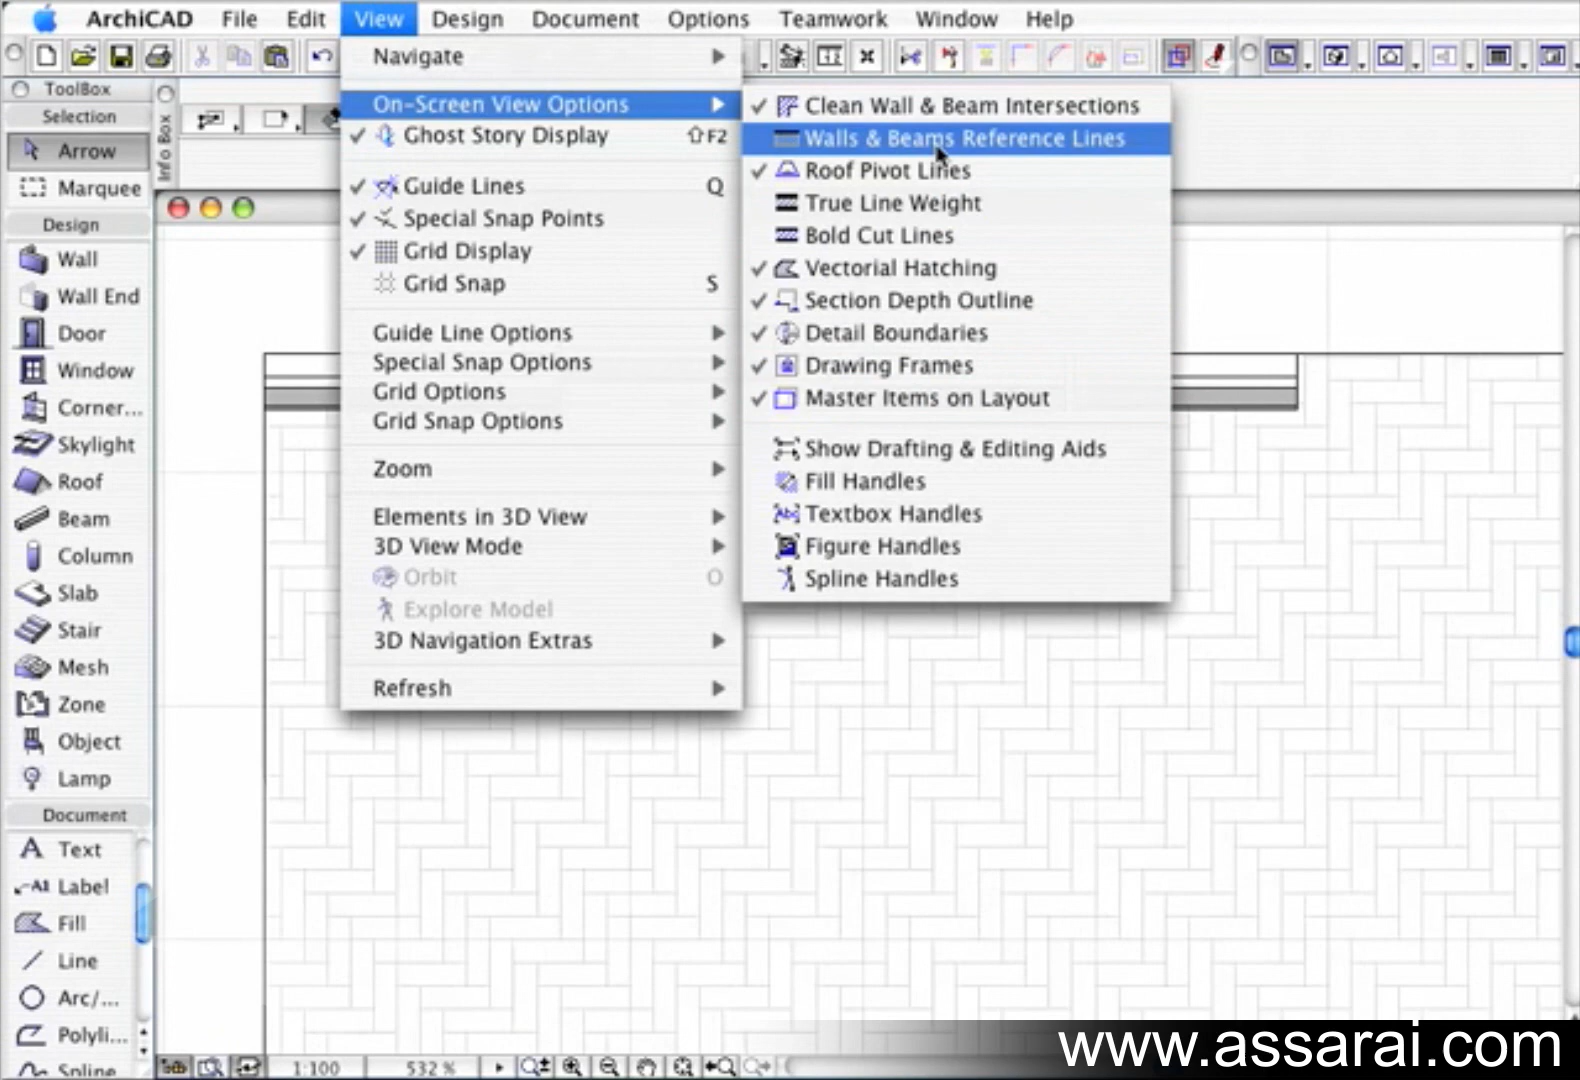 ArchiCAD File Edit View Design Document Options Teamwork Window Help
ToolBox
Selection
Arrow
Marquee
Design
Wall
Wall End
Door
Window
Corner...
Skylight
Roof
Beam
Column
Slab
Stair
Mesh
Zone
Object
Lamp
Document
Text
A1 Label
Fill
Line
Arc/...
Polyli...
Spline
Info Box
Navigate
On-Screen View Options
Ghost Story Display ⇧F2
Guide Lines Q
Special Snap Points
Grid Display
Grid Snap S
Guide Line Options
Special Snap Options
Grid Options
Grid Snap Options
Zoom
Elements in 3D View
3D View Mode
Orbit O
Explore Model
3D Navigation Extras
Refresh
Clean Wall & Beam Intersections
Walls & Beams Reference Lines
Roof Pivot Lines
True Line Weight
Bold Cut Lines
Vectorial Hatching
Section Depth Outline
Detail Boundaries
Drawing Frames
Master Items on Layout
Show Drafting & Editing Aids
Fill Handles
Textbox Handles
Figure Handles
Spline Handles
1:100 532 %
www.assarai.com